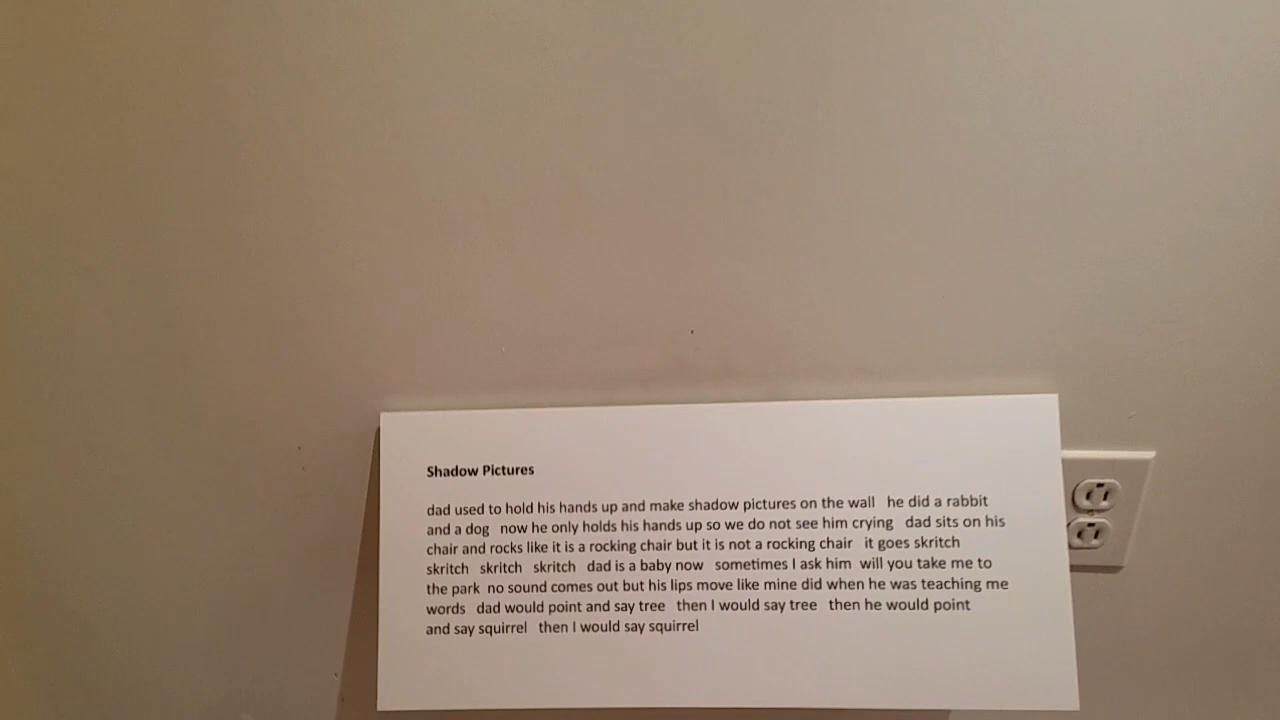 Shadow Pictures
dad used to hold his hands up and make shadow pictures on the wall   he did a rabbit
and a dog   now he only holds his hands up so we do not see him crying   dad sits on his
chair and rocks like it is a rocking chair but it is not a rocking chair   it goes skritch
skritch   skritch   skritch   dad is a baby now   sometimes I ask him   will you take me to
the park  no sound comes out but his lips move like mine did when he was teaching me
words   dad would point and say tree   then I would say tree   then he would point
and say squirrel   then I would say squirrel